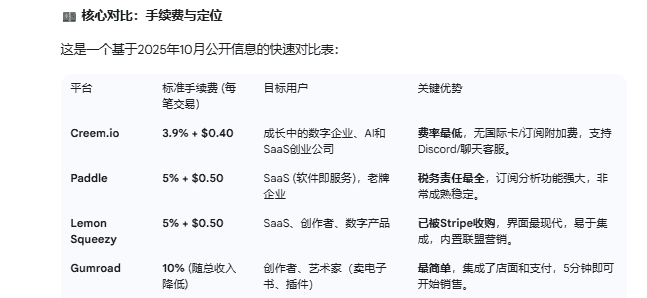 核心对比：手续费与定位
这是一个基于2025年10月公开信息的快速对比表：
平台
标准手续费 (每
笔交易)
目标用户
关键优势
Creem.io
3.9% + $0.40
成长中的数字企业、AI和
SaaS创业公司
费率最低，无国际卡/订阅附加费，支持
Discord/聊天客服。
Paddle
5% + $0.50
SaaS (软件即服务)，老牌
企业
税务责任最全，订阅分析功能强大，非
常成熟稳定。
Lemon
Squeezy
5% + $0.50
SaaS、创作者、数字产品
已被Stripe收购，界面最现代，易于集
成，内置联盟营销。
Gumroad
10% (随总收入
降低)
创作者、艺术家（卖电子
书、插件）
最简单，集成了店面和支付，5分钟即可
开始销售。